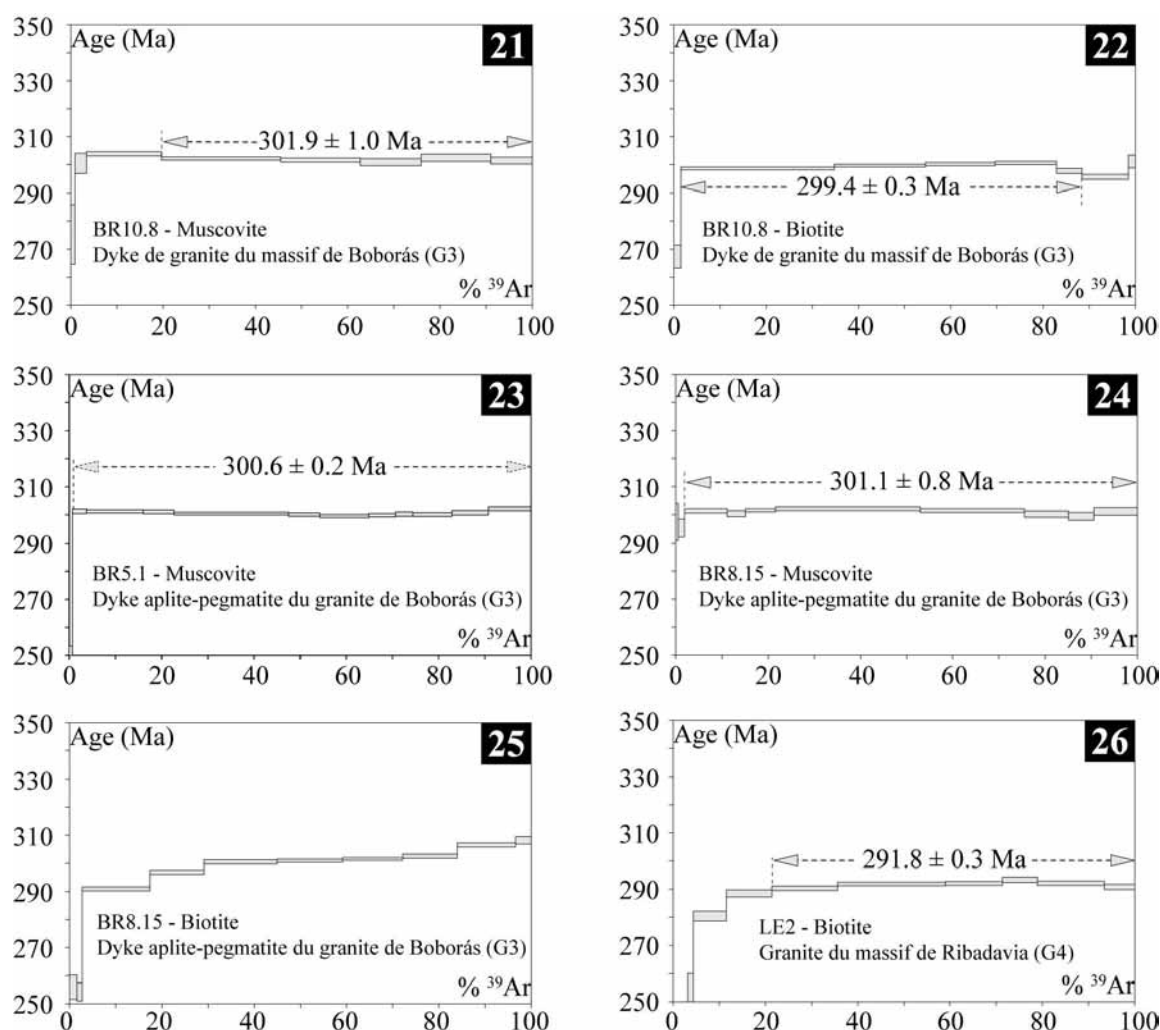 Age (Ma)
21
350
330
310
290
270
250
301.9 ± 1.0 Ma
BR10.8 - Muscovite
Dyke de granite du massif de Boborás (G3)
% ³⁹Ar
0 20 40 60 80 100
Age (Ma)
22
350
330
310
290
270
250
299.4 ± 0.3 Ma
BR10.8 - Biotite
Dyke de granite du massif de Boborás (G3)
% ³⁹Ar
0 20 40 60 80 100
Age (Ma)
23
350
330
310
290
270
250
300.6 ± 0.2 Ma
BR5.1 - Muscovite
Dyke aplite-pegmatite du granite de Boborás (G3)
% ³⁹Ar
0 20 40 60 80 100
Age (Ma)
24
350
330
310
290
270
250
301.1 ± 0.8 Ma
BR8.15 - Muscovite
Dyke aplite-pegmatite du granite de Boborás (G3)
% ³⁹Ar
0 20 40 60 80 100
Age (Ma)
25
350
330
310
290
270
250
BR8.15 - Biotite
Dyke aplite-pegmatite du granite de Boborás (G3)
% ³⁹Ar
0 20 40 60 80 100
Age (Ma)
26
350
330
310
290
270
250
291.8 ± 0.3 Ma
LE2 - Biotite
Granite du massif de Ribadavia (G4)
% ³⁹Ar
0 20 40 60 80 100